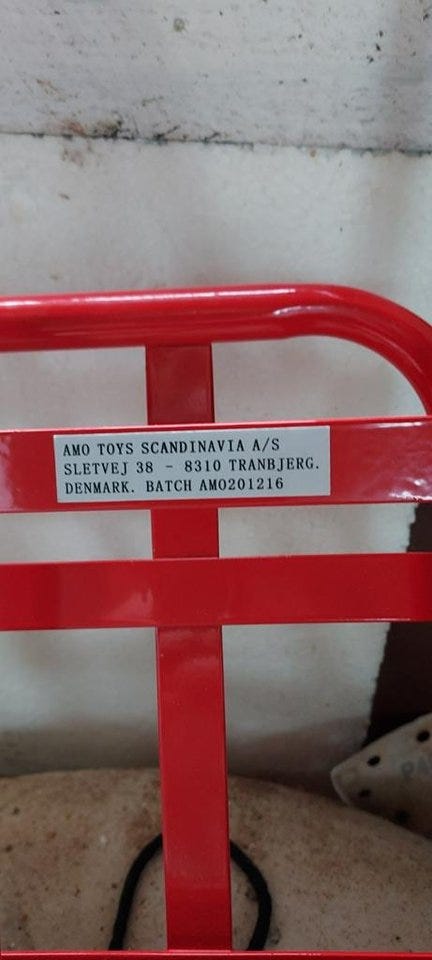 AMO TOYS SCANDINAVIA A/S
SLETVEJ 38 - 8310 TRANBJERG.
DENMARK. BATCH AMO201216